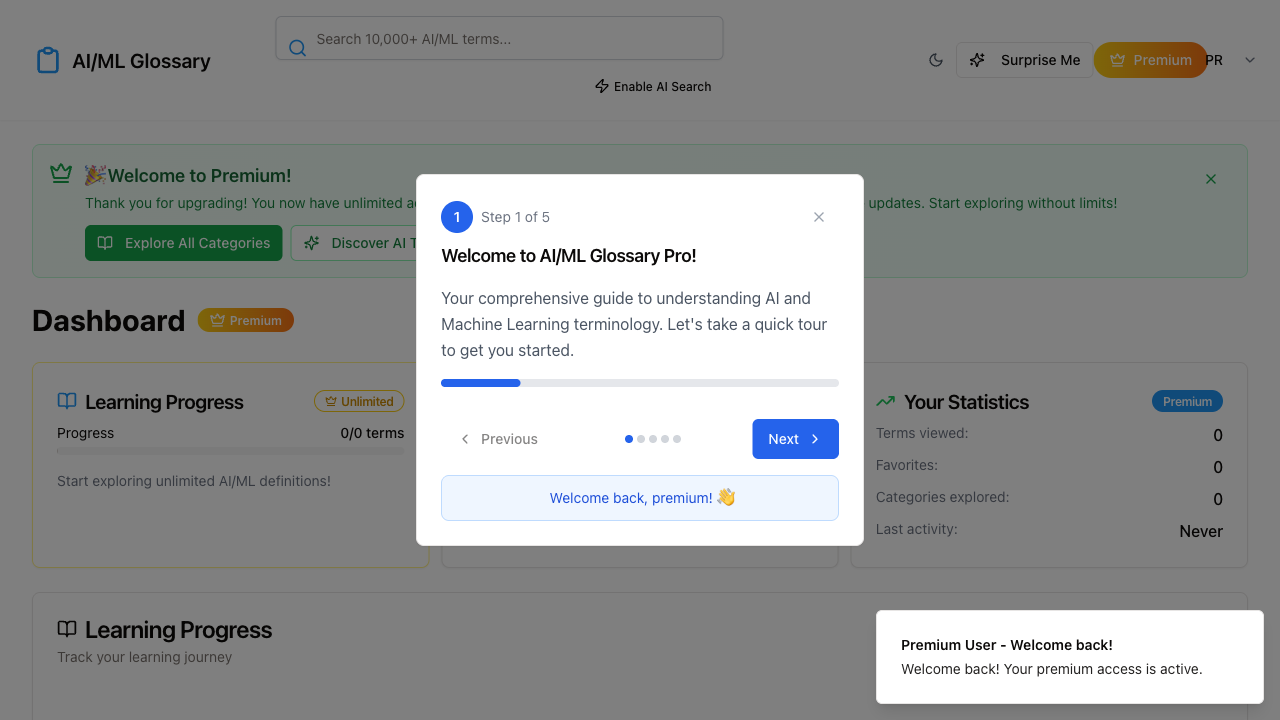 AI/ML Glossary
Search 10,000+ AI/ML terms...
Enable AI Search
Surprise Me
Premium
PR
🎉Welcome to Premium!
Thank you for upgrading! You now have unlimited
updates. Start exploring without limits!
Explore All Categories
Discover AI
1
Step 1 of 5
Welcome to AI/ML Glossary Pro!
Your comprehensive guide to understanding AI and
Machine Learning terminology. Let's take a quick tour
to get you started.
Previous
Next
Welcome back, premium! 👋
Dashboard
Premium
Learning Progress
Unlimited
Progress
0/0 terms
Start exploring unlimited AI/ML definitions!
Your Statistics
Premium
Terms viewed:
0
Favorites:
0
Categories explored:
0
Last activity:
Never
Learning Progress
Track your learning journey
Premium User - Welcome back!
Welcome back! Your premium access is active.